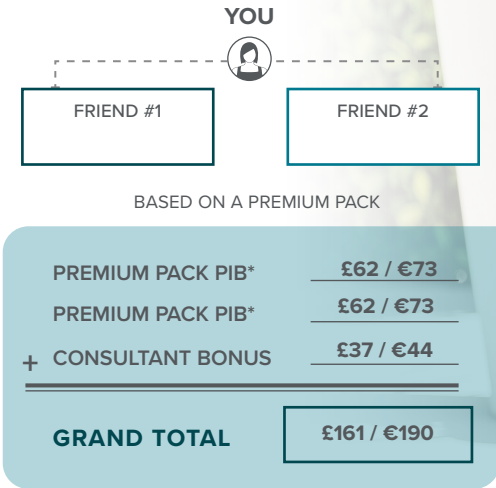 YOU
FRIEND #1 FRIEND #2
BASED ON A PREMIUM PACK
PREMIUM PACK PIB* £62 / €73
PREMIUM PACK PIB* £62 / €73
+ CONSULTANT BONUS £37 / €44
GRAND TOTAL £161 / €190